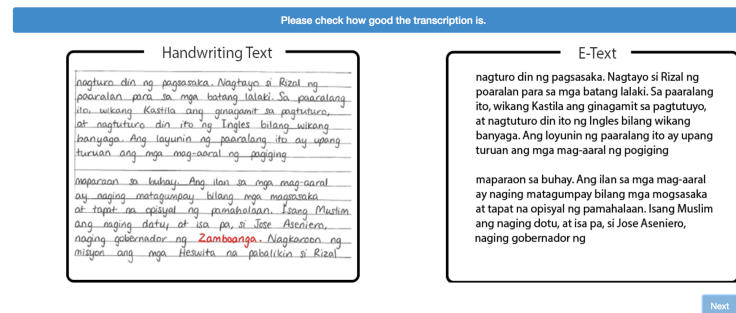 Please check how good the transcription is.
Handwriting Text
nagturo din ng pagsasaka. Nagtayo si Rizal ng
paaralan para sa mga batang lalaki. Sa paaralang
ito, wikang Kastila ang ginagamit sa pagtuturo,
at nagtuturo din ito ng Ingles bilang wikang
banyaga. Ang layunin ng paaralang ito ay upang
turuan ang mga mag-aaral ng pagiging
maparaan sa buhay. Ang ilan sa mga mag-aaral
ay naging matagumpay bilang mga magsasaka
at tapat na opisyal ng pamahalaan. Isang Muslim
ang naging datu, at isa pa, si Jose Aseniero,
naging gobernador ng Zamboanga. Nagkaroon ng
misyon ang mga Heswita na pabalikin si Rizal
E-Text
nagturo din ng pagsasaka. Nagtayo si Rizal ng
paaralan para sa mga batang lalaki. Sa paaralang
ito, wikang Kastila ang ginagamit sa pagtutuyo,
at nagtuturo din ito ng Ingles bilang wikang
banyaga. Ang loyunin ng paaralang ito ay upang
turuan ang mga mag-aaral ng pogiging
maparaon sa buhay. Ang ilan sa mga mag-aaral
ay naging matagumpay bilang mga mogsasaka
at tapat na opisyal ng pamahalaan. Isang Muslim
ang naging dotu, at isa pa, si Jose Aseniero,
naging gobernador ng
Next